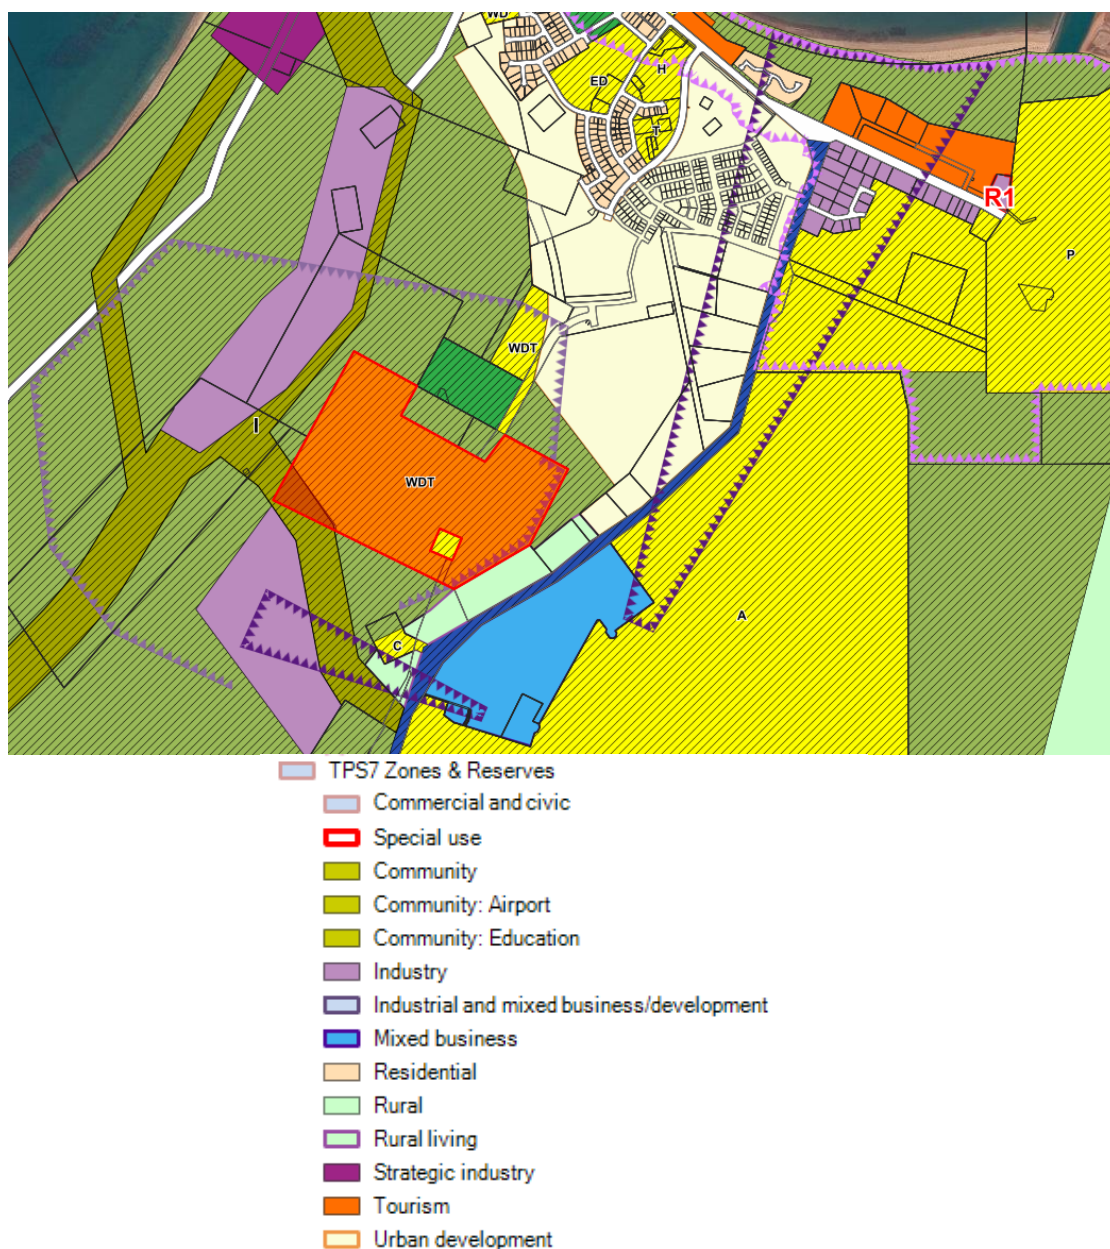 WD
ED
H
T
R1
P
WDT
I
WDT
A
C
TPS7 Zones & Reserves
Commercial and civic
Special use
Community
Community: Airport
Community: Education
Industry
Industrial and mixed business/development
Mixed business
Residential
Rural
Rural living
Strategic industry
Tourism
Urban development